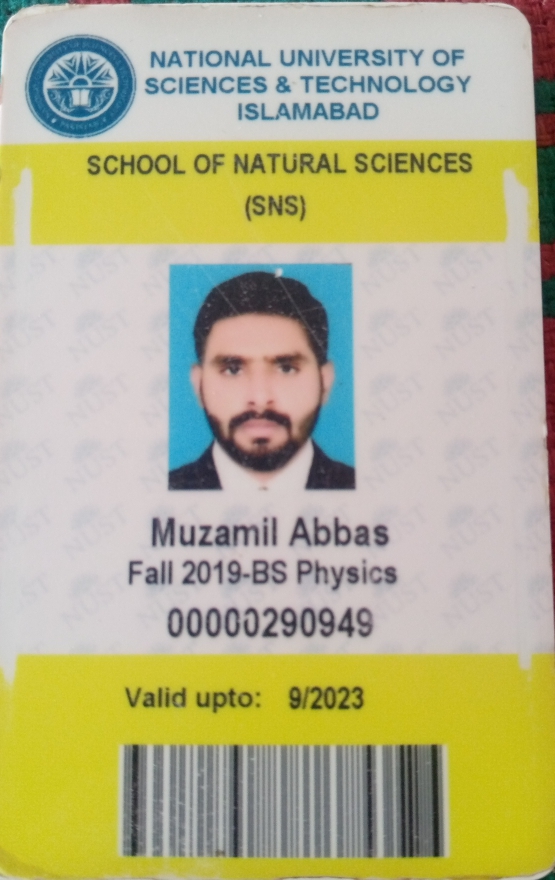 NATIONAL UNIVERSITY OF
SCIENCES & TECHNOLOGY
ISLAMABAD
SCHOOL OF NATURAL SCIENCES
(SNS)
Muzamil Abbas
Fall 2019-BS Physics
00000290949
Valid upto: 9/2023